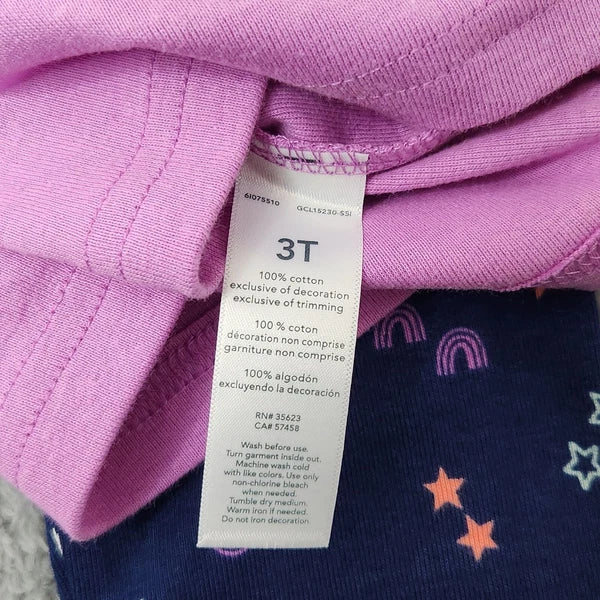 6I075510 GCL15230-SSI
3T
100% cotton
exclusive of decoration
exclusive of trimming
100 % coton
décoration non comprise
garniture non comprise
100% algodón
excluyendo la decoración
RN# 35623
CA# 57458
Wash before use.
Turn garment inside out.
Machine wash cold
with like colors. Use only
non-chlorine bleach
when needed.
Tumble dry medium.
Warm iron if needed.
Do not iron decoration